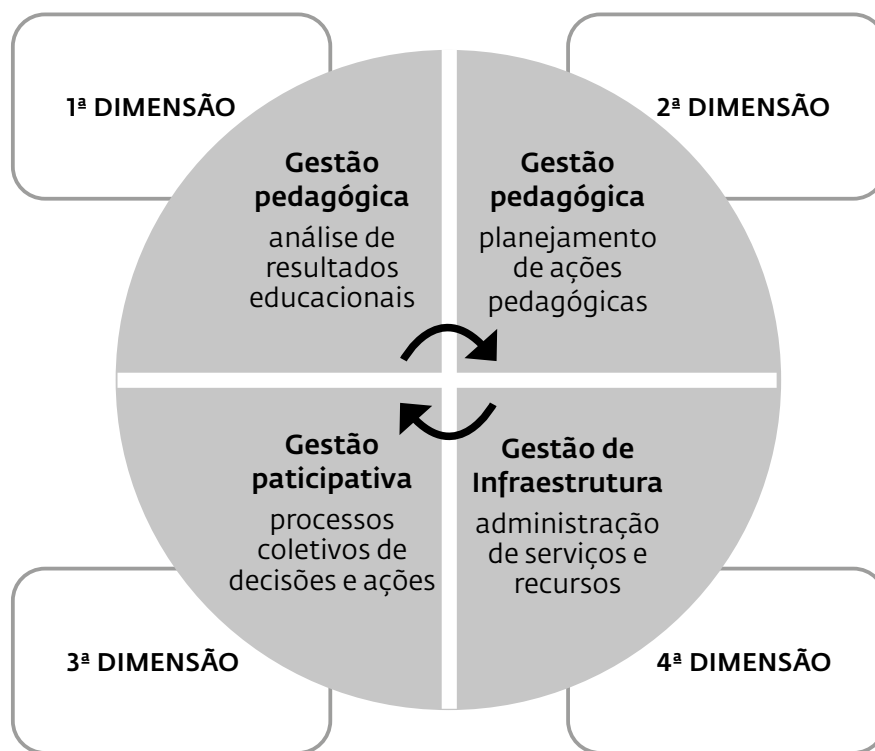 1ª DIMENSÃO
Gestão
pedagógica
análise de
resultados
educacionais
2ª DIMENSÃO
Gestão
pedagógica
planejamento
de ações
pedagógicas
3ª DIMENSÃO
Gestão
paticipativa
processos
coletivos de
decisões e ações
4ª DIMENSÃO
Gestão de
Infraestrutura
administração
de serviços e
recursos